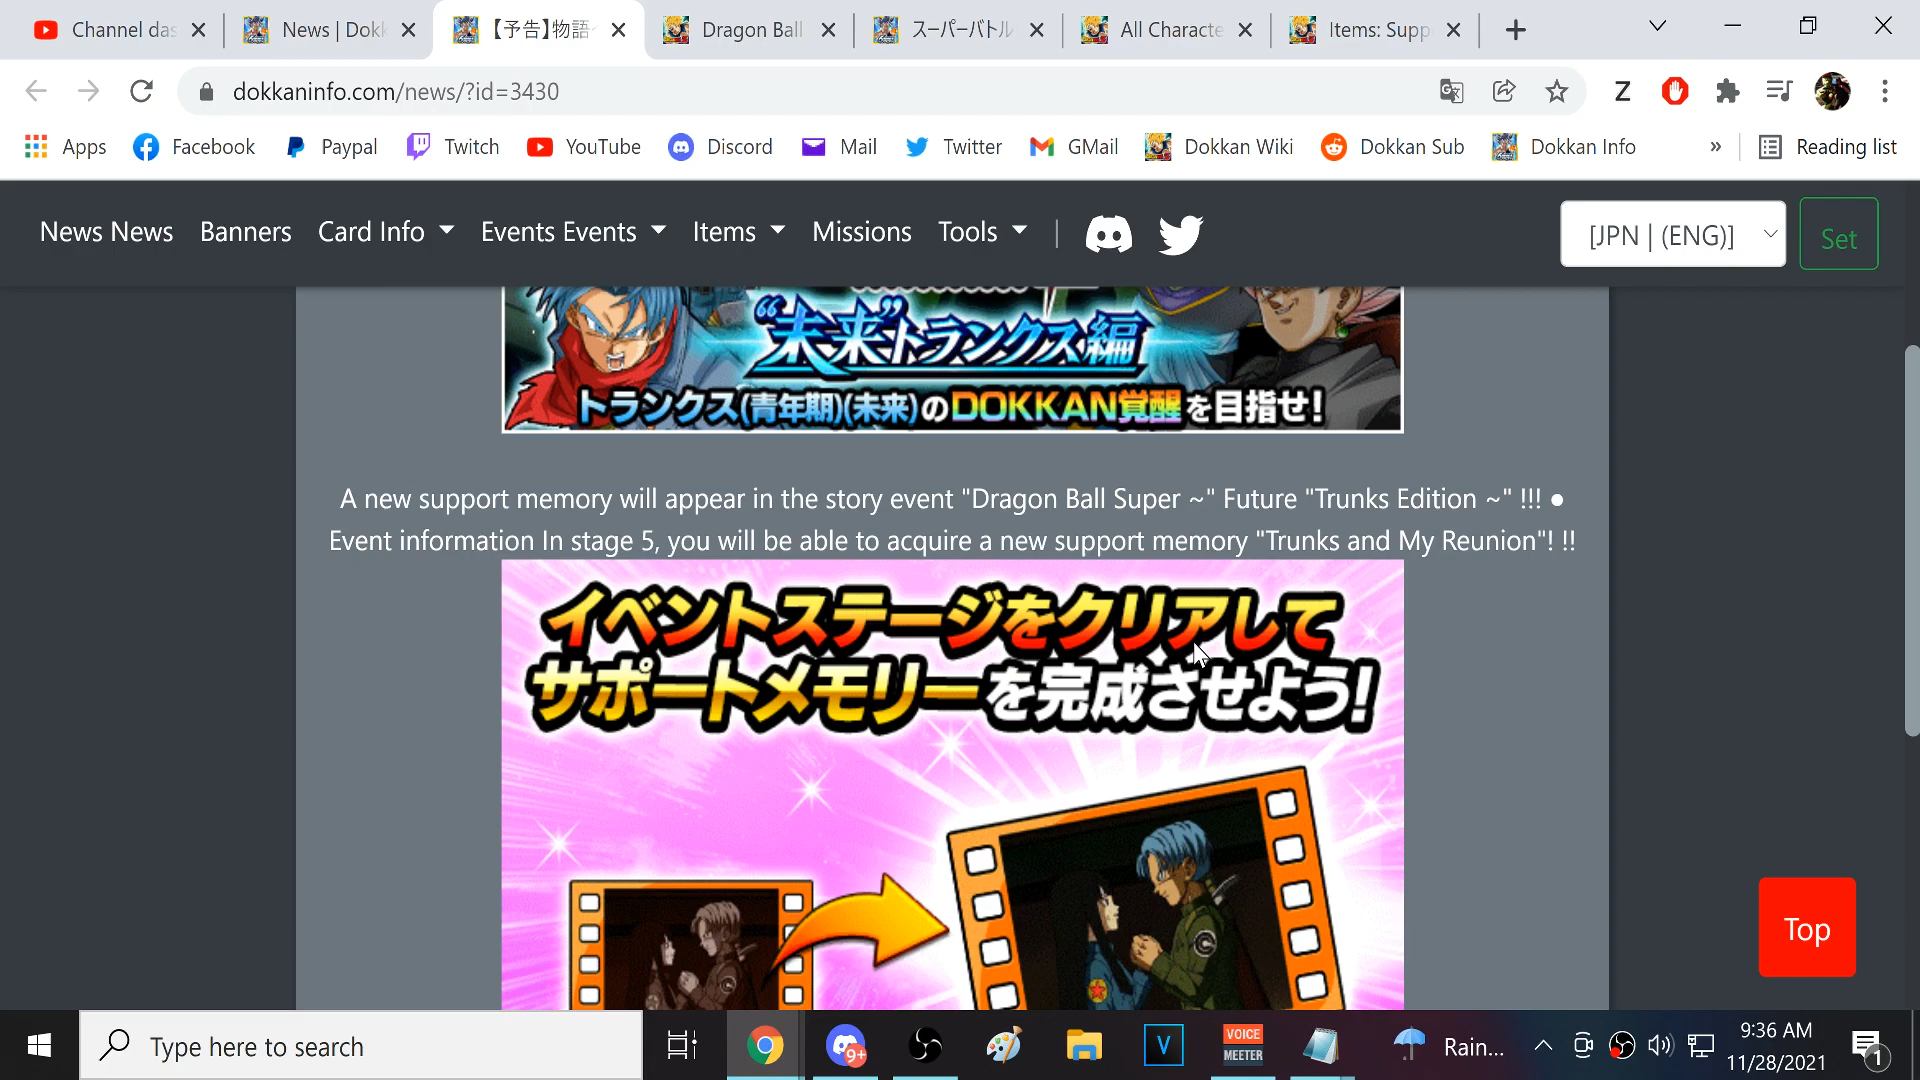 Channel das
News | Dokk
【予告】物語
Dragon Ball
スーパーバトル
All Characte
Items: Supp
dokkaninfo.com/news/?id=3430
Z
Apps
Facebook
Paypal
Twitch
YouTube
Discord
Mail
Twitter
GMail
Dokkan Wiki
Dokkan Sub
Dokkan Info
»
Reading list
News News
Banners
Card Info
Events Events
Items
Missions
Tools
[JPN | (ENG)]
Set
“未来”トランクス編
トランクス(青年期)(未来)のDOKKAN覚醒を目指せ!
A new support memory will appear in the story event "Dragon Ball Super ~" Future "Trunks Edition ~" !!! ●
Event information In stage 5, you will be able to acquire a new support memory "Trunks and My Reunion"! !!
イベントステージをクリアして
サポートメモリーを完成させよう!
Top
Type here to search
9+
V
VOICE
MEETER
Rain...
9:36 AM
11/28/2021
1